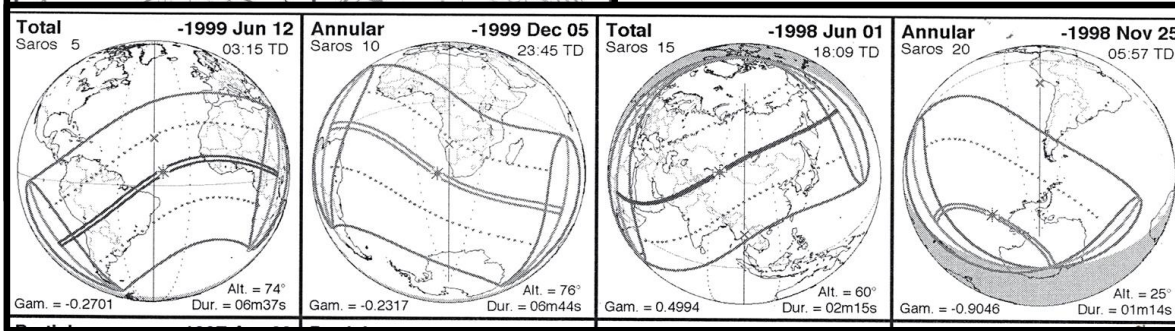 Total -1999 Jun 12
Saros 5 03:15 TD
Gam. = -0.2701
Alt. = 74°
Dur. = 06m37s
Annular -1999 Dec 05
Saros 10 23:45 TD
Gam. = -0.2317
Alt. = 76°
Dur. = 06m44s
Total -1998 Jun 01
Saros 15 18:09 TD
Gam. = 0.4994
Alt. = 60°
Dur. = 02m15s
Annular -1998 Nov 25
Saros 20 05:57 TD
Gam. = -0.9046
Alt. = 25°
Dur. = 01m14s